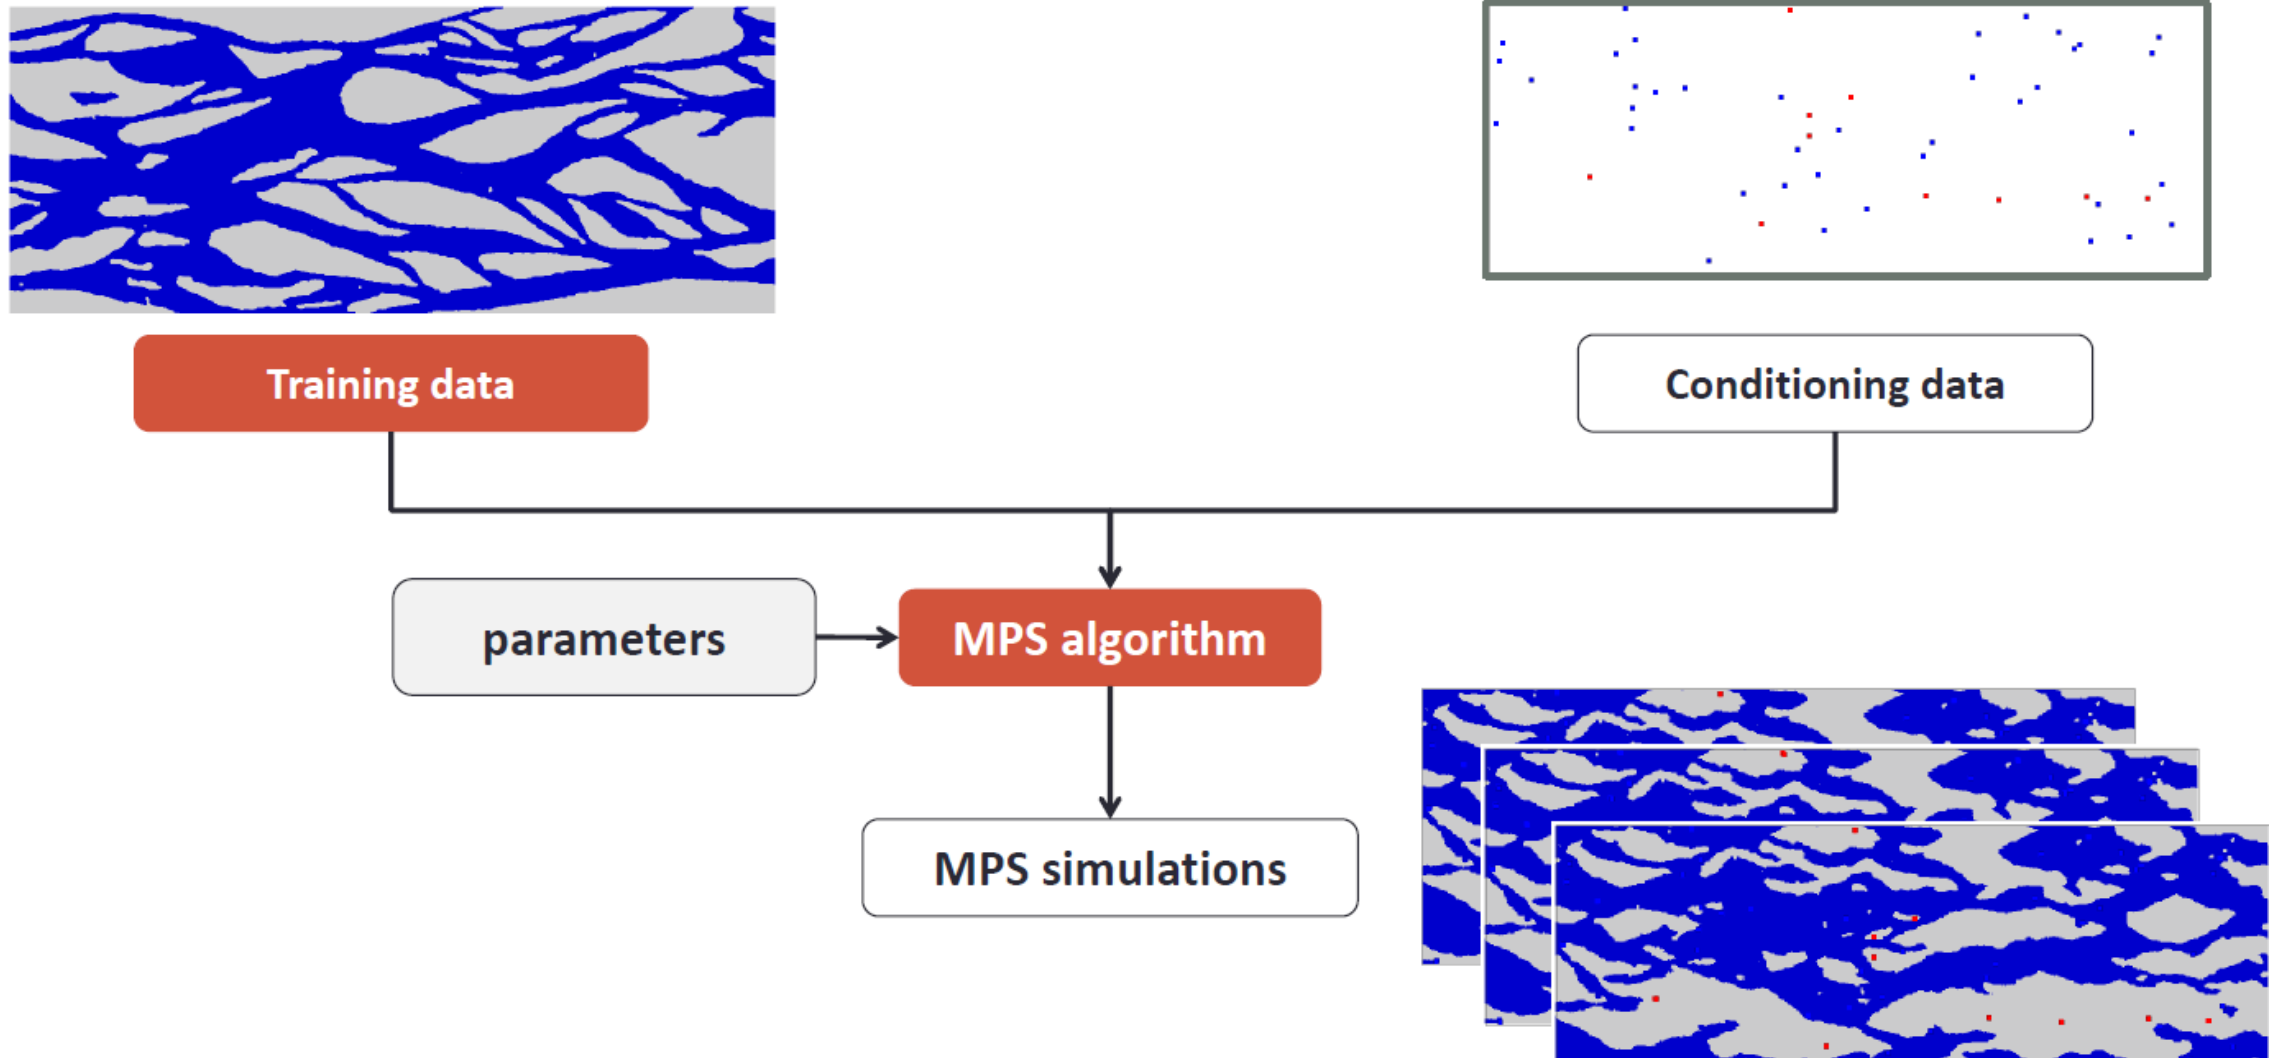 Training data
Conditioning data
parameters
MPS algorithm
MPS simulations